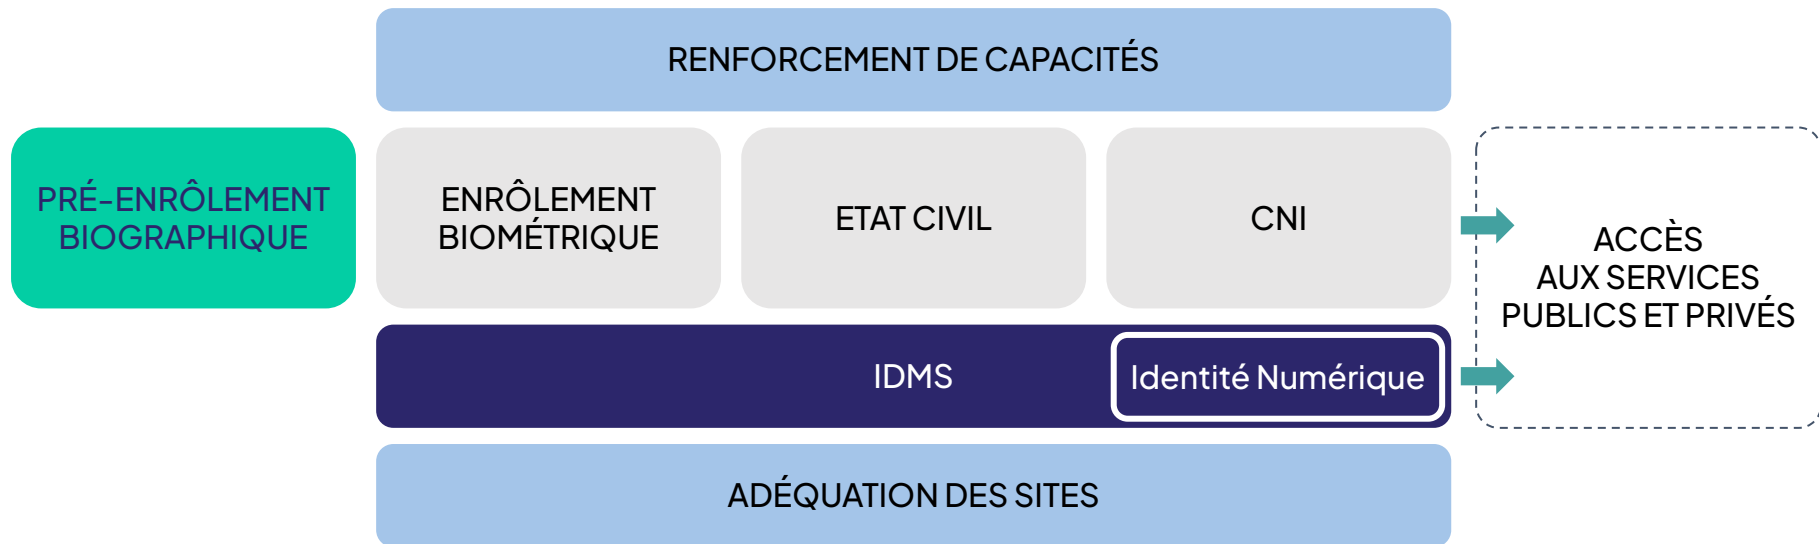 RENFORCEMENT DE CAPACITÉS
PRÉ-ENRÔLEMENT
BIOGRAPHIQUE
ENRÔLEMENT
BIOMÉTRIQUE
ETAT CIVIL
CNI
ACCÈS
AUX SERVICES
PUBLICS ET PRIVÉS
IDMS
Identité Numérique
ADÉQUATION DES SITES